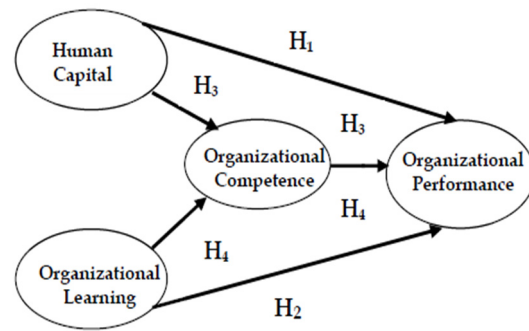 Human
Capital
H1
H3
H3
Organizational
Competence
Organizational
Performance
H4
H4
Organizational
Learning
H2